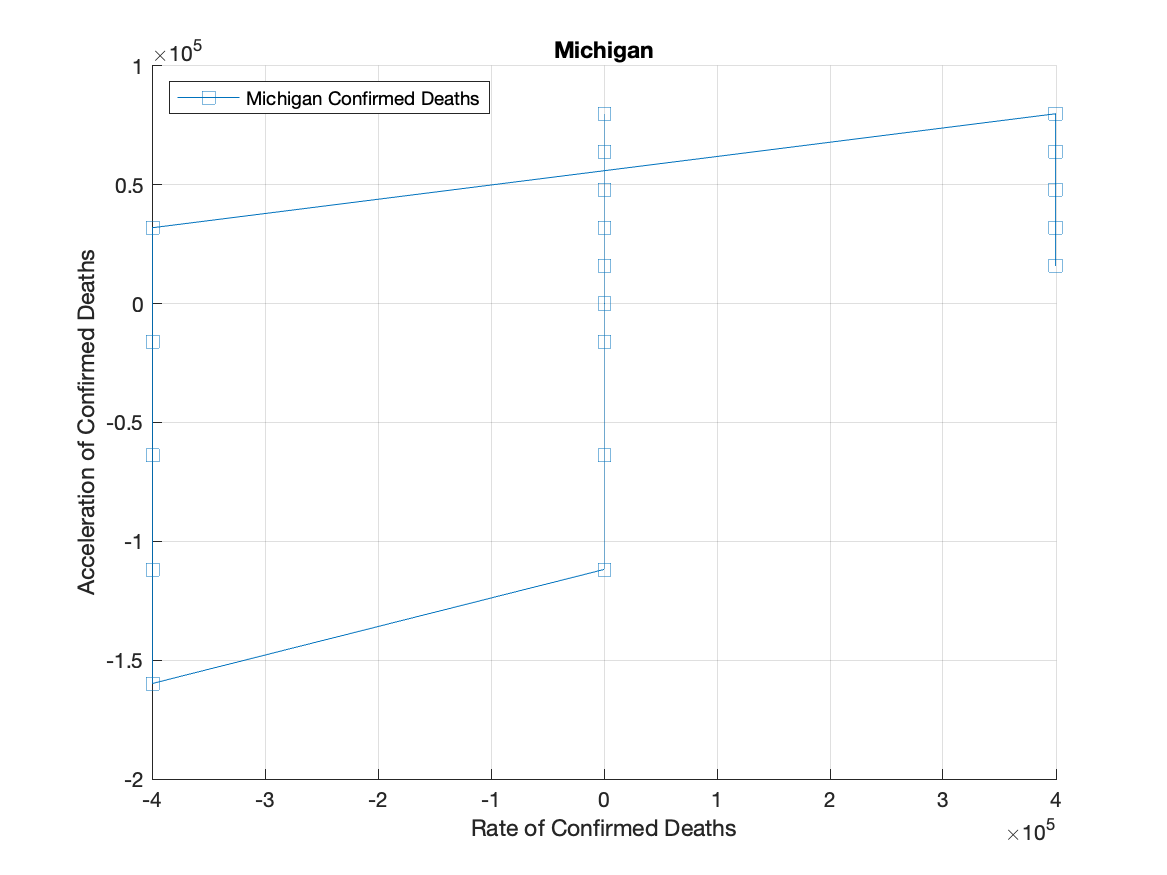 Michigan
×10^5
Michigan Confirmed Deaths
1
0.5
0
-0.5
-1
-1.5
-2
Acceleration of Confirmed Deaths
-4 -3 -2 -1 0 1 2 3 4
Rate of Confirmed Deaths
×10^5